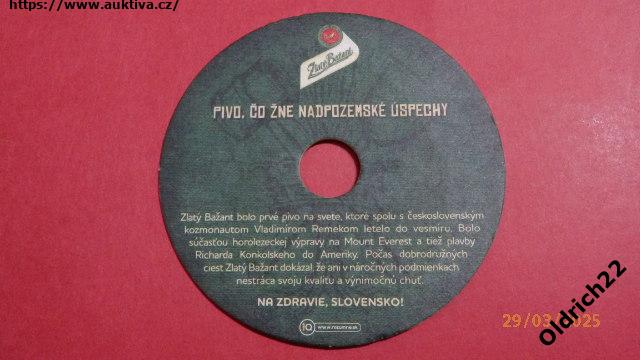 https://www.auktiva.cz/
Zlatý Bažant
PIVO, ČO ŽNE NADPOZEMSKÉ ÚSPECHY
Zlatý Bažant bolo prvé pivo na svete, ktoré spolu s československým
kozmonautom Vladimírom Remekom letelo do vesmíru. Bolo
súčasťou horolezeckej výpravy na Mount Everest a tiež plavby
Richarda Konkolského do Ameriky. Počas dobrodružných
ciest Zlatý Bažant dokázal, že ani v náročných podmienkach
nestráca svoju kvalitu a výnimočnú chuť.
NA ZDRAVIE, SLOVENSKO!
www.rozumne.sk
29/03/2025
Oldrich22